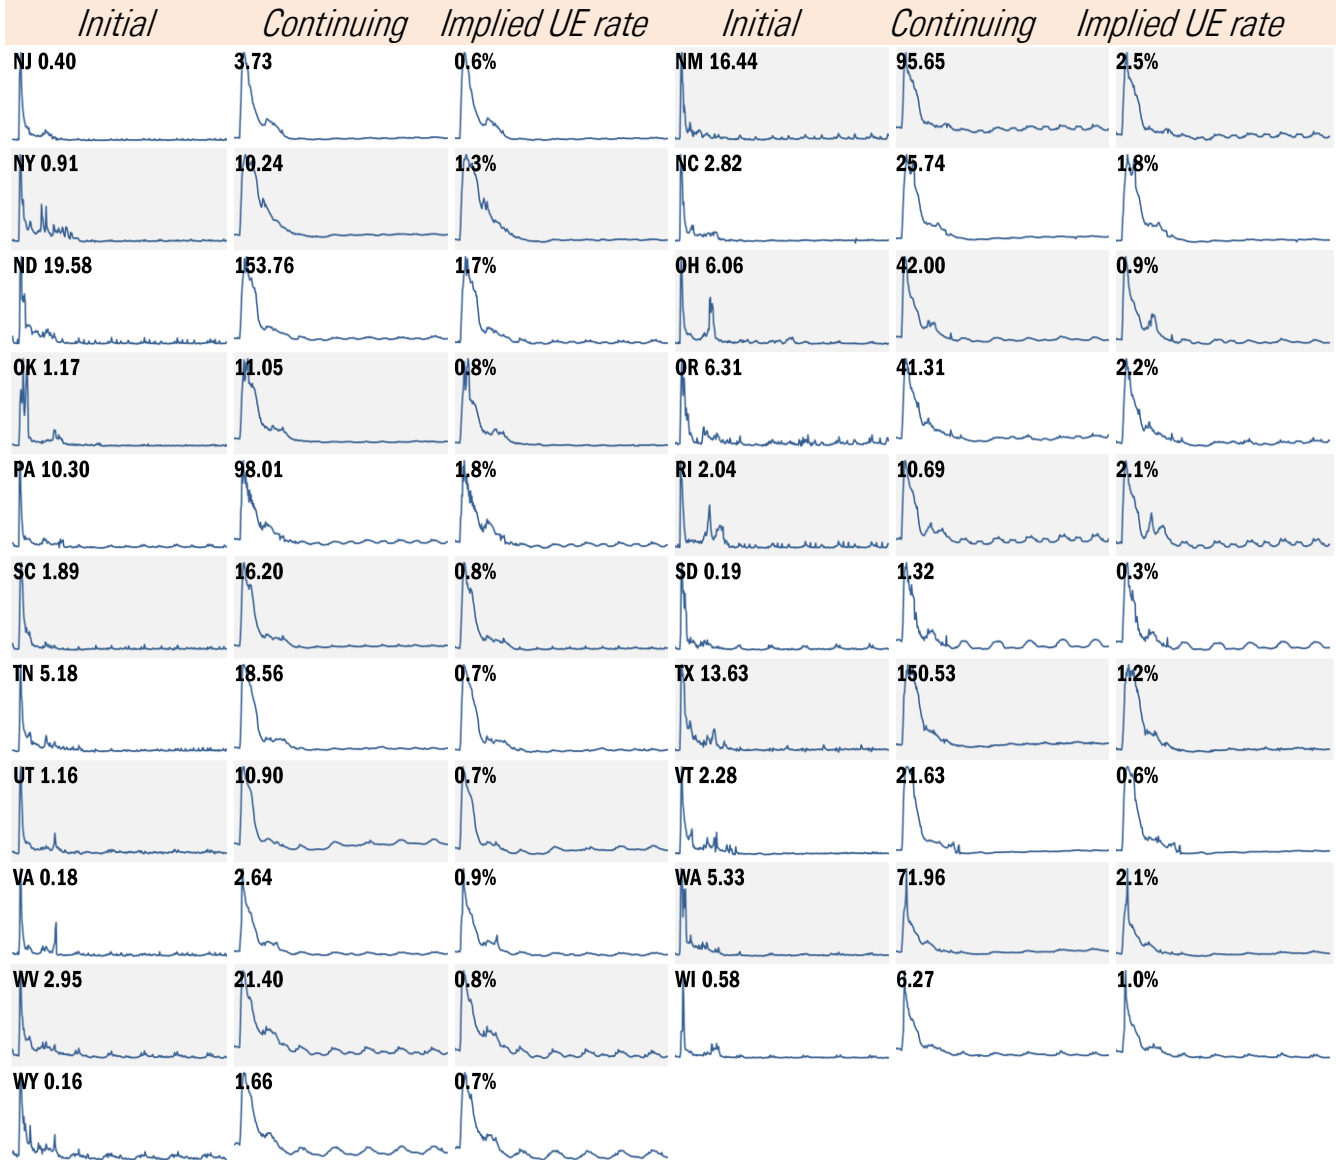 Initial Continuing Implied UE rate Initial Continuing Implied UE rate
NJ 0.40 3.73 0.6% NM 16.44 95.65 2.5%
NY 0.91 10.24 1.3% NC 2.82 25.74 1.8%
ND 19.58 153.76 1.7% OH 6.06 42.00 0.9%
OK 1.17 11.05 0.8% OR 6.31 41.31 2.2%
PA 10.30 98.01 1.8% RI 2.04 10.69 2.1%
SC 1.89 16.20 0.8% SD 0.19 1.32 0.3%
TN 5.18 18.56 0.7% TX 13.63 150.53 1.2%
UT 1.16 10.90 0.7% VT 2.28 21.63 0.6%
VA 0.18 2.64 0.9% WA 5.33 71.96 2.1%
WV 2.95 21.40 0.8% WI 0.58 6.27 1.0%
WY 0.16 1.66 0.7%